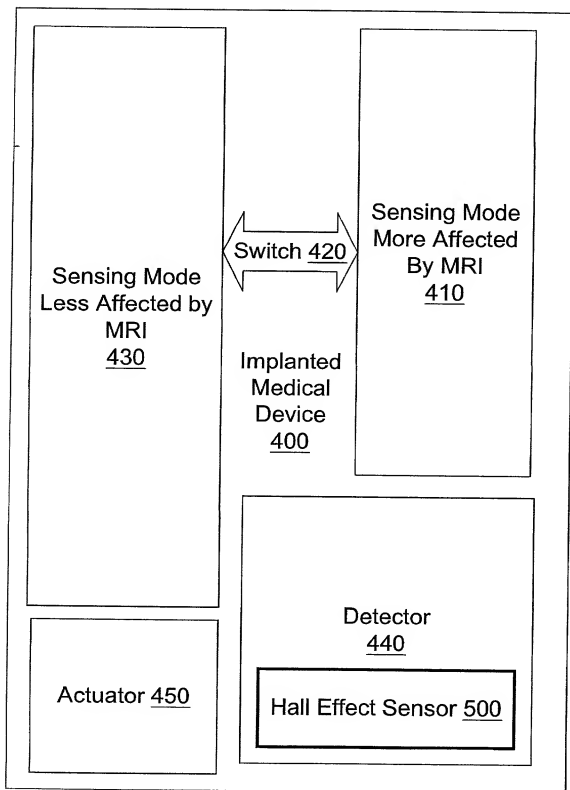 Sensing Mode
Less Affected by
MRI
430
Switch 420
Sensing Mode
More Affected
By MRI
410
Implanted
Medical
Device
400
Detector
440
Hall Effect Sensor 500
Actuator 450